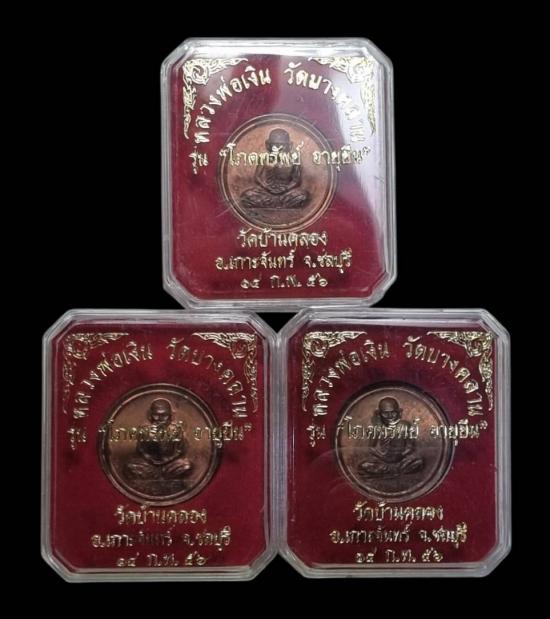 หลวงพ่อเงิน วัดบางคลาน
รุ่น "โภคทรัพย์ อายุยืน"
วัดบ้านคลอง
อ.เกาะจันทร์ จ.ชลบุรี
๑๔ ก.พ. ๕๖
หลวงพ่อเงิน วัดบางคลาน
รุ่น "โภคทรัพย์ อายุยืน"
วัดบ้านคลอง
อ.เกาะจันทร์ จ.ชลบุรี
๑๔ ก.พ. ๕๖
หลวงพ่อเงิน วัดบางคลาน
รุ่น "โภคทรัพย์ อายุยืน"
วัดบ้านคลอง
อ.เกาะจันทร์ จ.ชลบุรี
๑๔ ก.พ. ๕๖